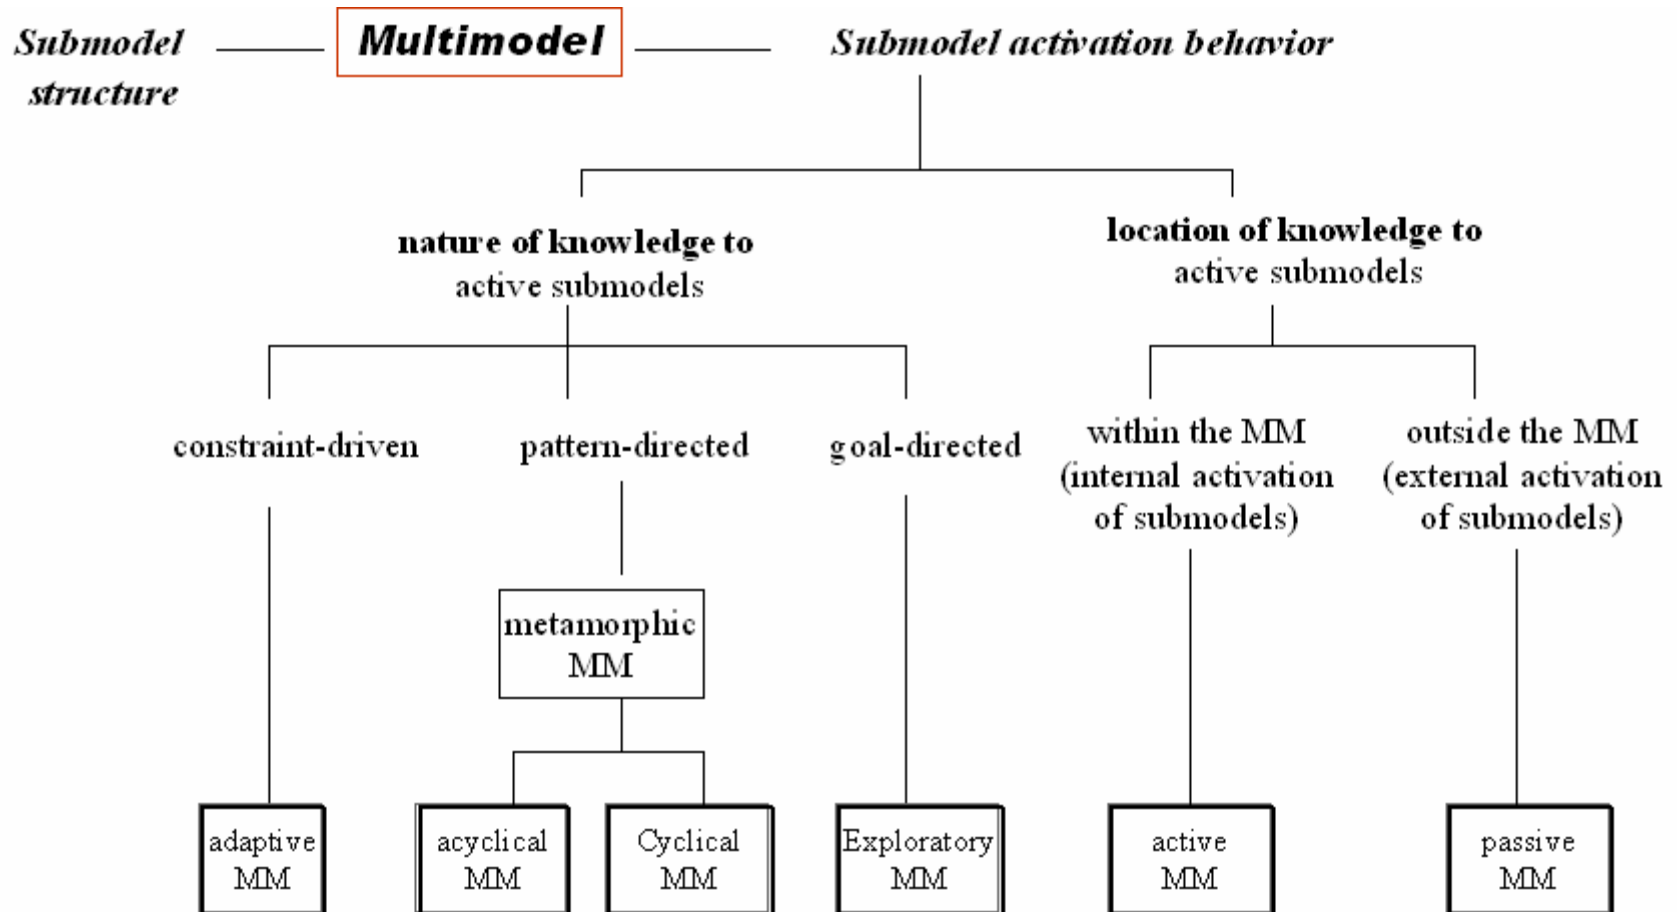 Submodel
structure
Multimodel
Submodel activation behavior
nature of knowledge to
active submodels
location of knowledge to
active submodels
constraint-driven
pattern-directed
goal-directed
within the MM
(internal activation
of submodels)
outside the MM
(external activation
of submodels)
metamorphic
MM
adaptive
MM
acyclical
MM
Cyclical
MM
Exploratory
MM
active
MM
passive
MM